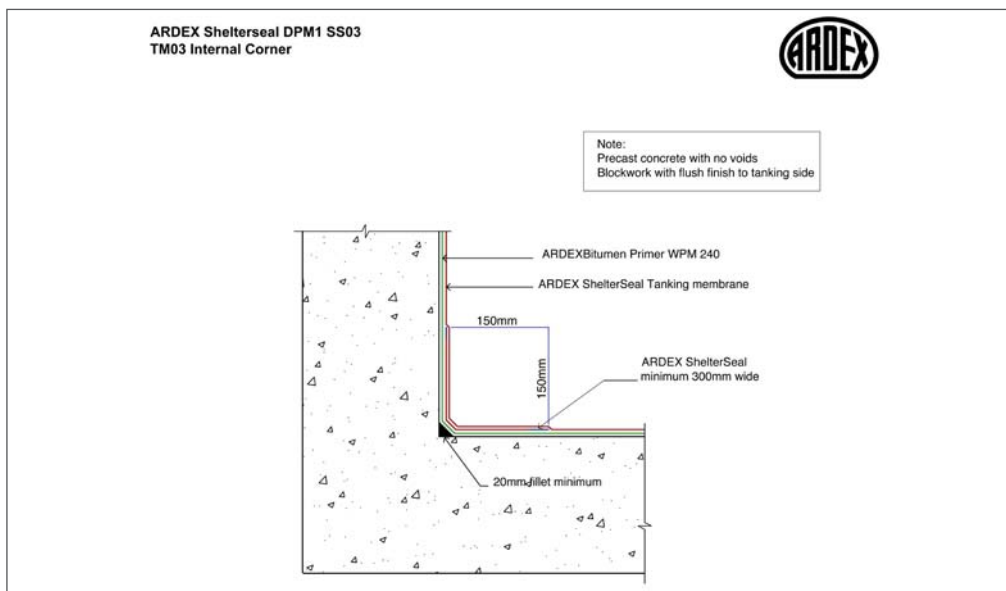 ARDEX Shelterseal DPM1 SS03
TM03 Internal Corner
ARDEX
Note:
Precast concrete with no voids
Blockwork with flush finish to tanking side
ARDEXBitumen Primer WPM 240
ARDEX ShelterSeal Tanking membrane
150mm
150mm
ARDEX ShelterSeal
minimum 300mm wide
20mm fillet minimum